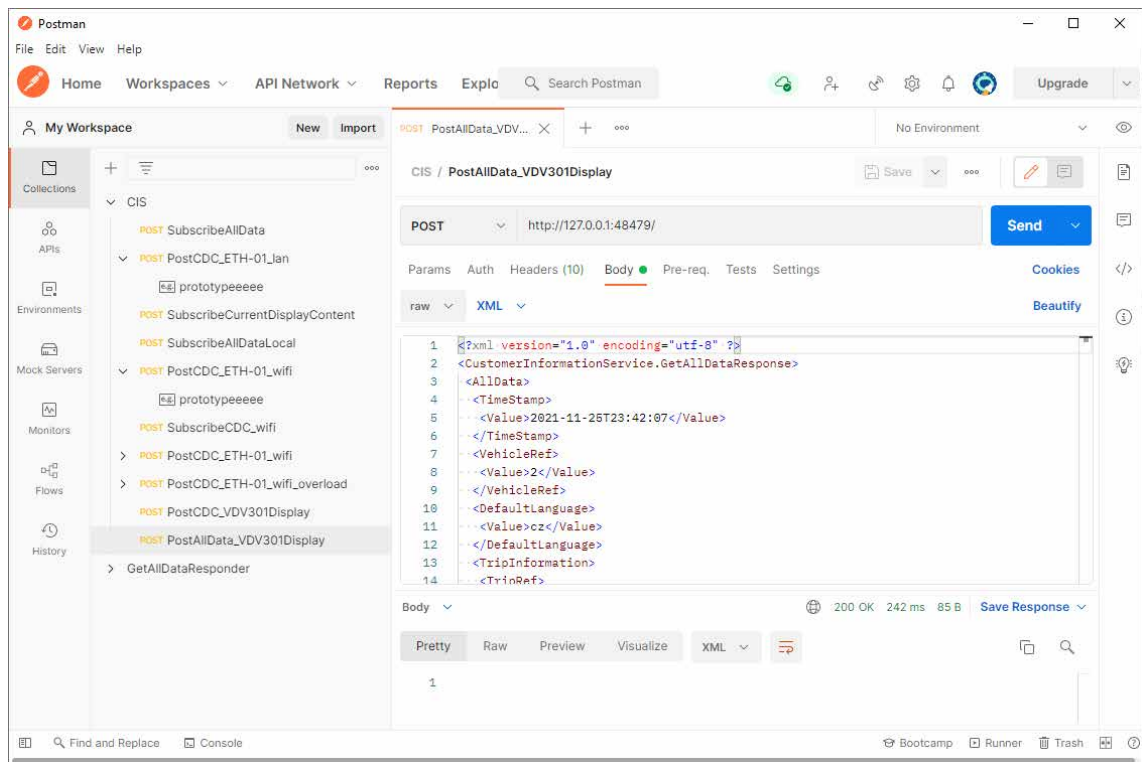 Postman
File Edit View Help
Home Workspaces API Network Reports Explo Search Postman Upgrade
My Workspace New Import
POST PostAllData_VDV... No Environment
Collections
APIs
Environments
Mock Servers
Monitors
Flows
History
CIS
POST SubscribeAllData
POST PostCDC_ETH-01_lan
e.g. prototypeeeee
POST SubscribeCurrentDisplayContent
POST SubscribeAllDataLocal
POST PostCDC_ETH-01_wifi
e.g. prototypeeeee
POST SubscribeCDC_wifi
POST PostCDC_ETH-01_wifi
POST PostCDC_ETH-01_wifi_overload
POST PostCDC_VDV301Display
POST PostAllData_VDV301Display
GetAllDataResponder
CIS / PostAllData_VDV301Display Save
POST http://127.0.0.1:48479/ Send
Params Auth Headers (10) Body Pre-req. Tests Settings Cookies
raw XML Beautify
1 <?xml version="1.0" encoding="utf-8" ?>
2 <CustomerInformationService.GetAllDataResponse>
3 <AllData>
4 <TimeStamp>
5 <Value>2021-11-25T23:42:07</Value>
6 </TimeStamp>
7 <VehicleRef>
8 <Value>2</Value>
9 </VehicleRef>
10 <DefaultLanguage>
11 <Value>cz</Value>
12 </DefaultLanguage>
13 <TripInformation>
14 <TripRef>
Body 200 OK 242 ms 85 B Save Response
Pretty Raw Preview Visualize XML
1
Find and Replace Console Bootcamp Runner Trash